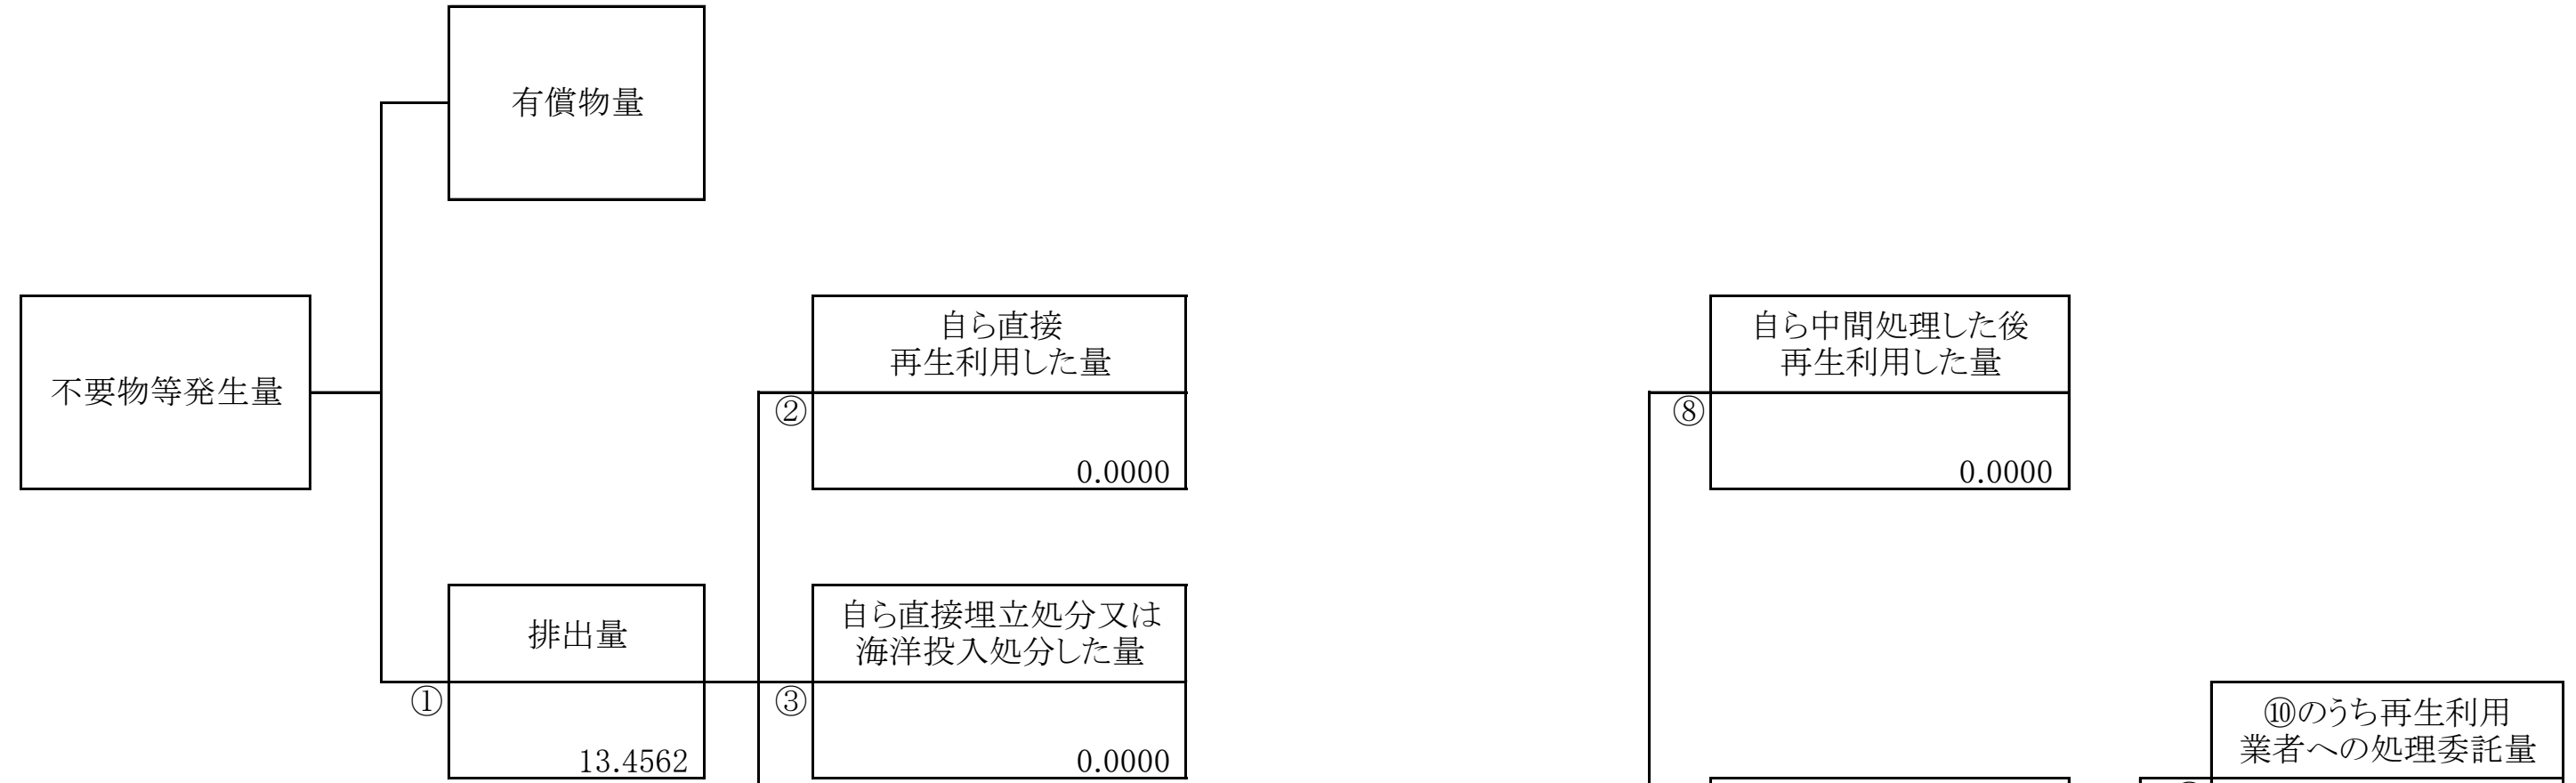 有償物量
不要物等発生量
自ら直接
再生利用した量
②
0.0000
自ら中間処理した後
再生利用した量
⑧
0.0000
排出量
①
13.4562
自ら直接埋立処分又は
海洋投入処分した量
③
0.0000
⑩のうち再生利用
業者への処理委託量